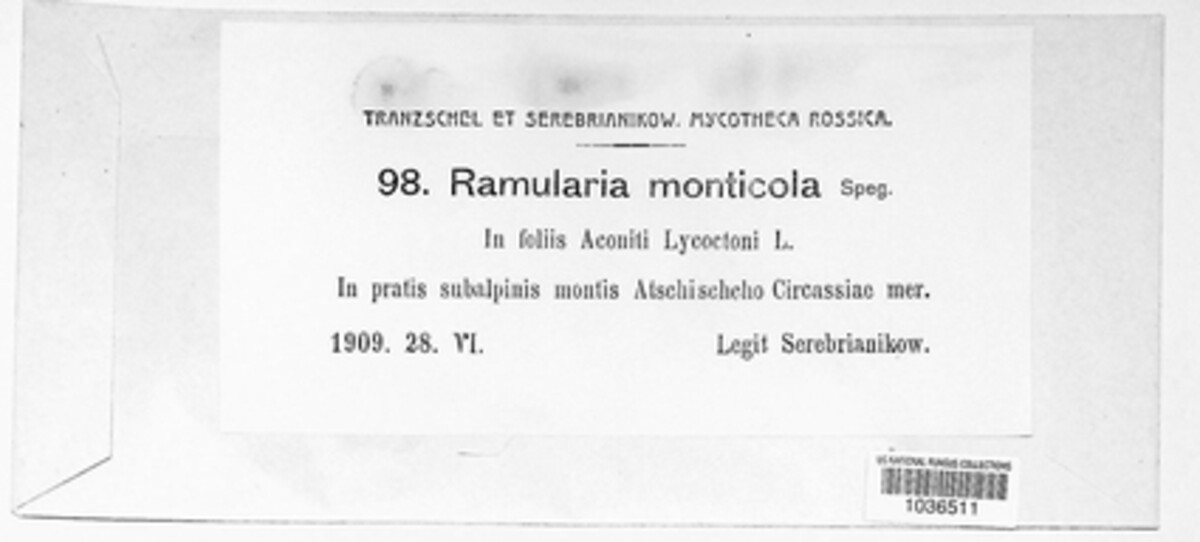 TRANZSCHEL ET SEREBRIANIKOW. MYCOTHECA ROSSICA.
98. Ramularia monticola Speg.
In foliis Aconiti Lycoctoni L.
In pratis subalpinis montis Atschischcho Circassiae mer.
1909. 28. VI. Legit Serebrianikow.
US NATIONAL FUNGUS COLLECTIONS
1036511